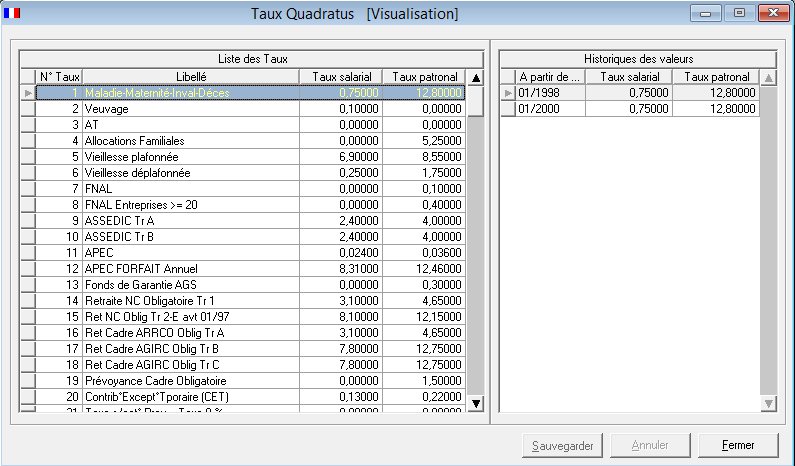 Taux Quadratus [Visualisation]
Liste des Taux
N° Taux Libellé Taux salarial Taux patronal
1 Maladie-Maternité-Inval-Déces 0,75000 12,80000
2 Veuvage 0,10000 0,00000
3 AT 0,00000 0,00000
4 Allocations Familiales 0,00000 5,25000
5 Vieillesse plafonnée 6,90000 8,55000
6 Vieillesse déplafonnée 0,25000 1,75000
7 FNAL 0,00000 0,10000
8 FNAL Entreprises >= 20 0,00000 0,40000
9 ASSEDIC Tr A 2,40000 4,00000
10 ASSEDIC Tr B 2,40000 4,00000
11 APEC 0,02400 0,03600
12 APEC FORFAIT Annuel 8,31000 12,46000
13 Fonds de Garantie AGS 0,00000 0,30000
14 Retraite NC Obligatoire Tr 1 3,10000 4,65000
15 Ret NC Oblig Tr 2-E avt 01/97 8,10000 12,15000
16 Ret Cadre ARRCO Oblig Tr A 3,10000 4,65000
17 Ret Cadre AGIRC Oblig Tr B 7,80000 12,75000
18 Ret Cadre AGIRC Oblig Tr C 7,80000 12,75000
19 Prévoyance Cadre Obligatoire 0,00000 1,50000
20 Contrib°Except°Tporaire (CET) 0,13000 0,22000
Historiques des valeurs
A partir de ... Taux salarial Taux patronal
01/1998 0,75000 12,80000
01/2000 0,75000 12,80000
Sauvegarder Annuler Fermer